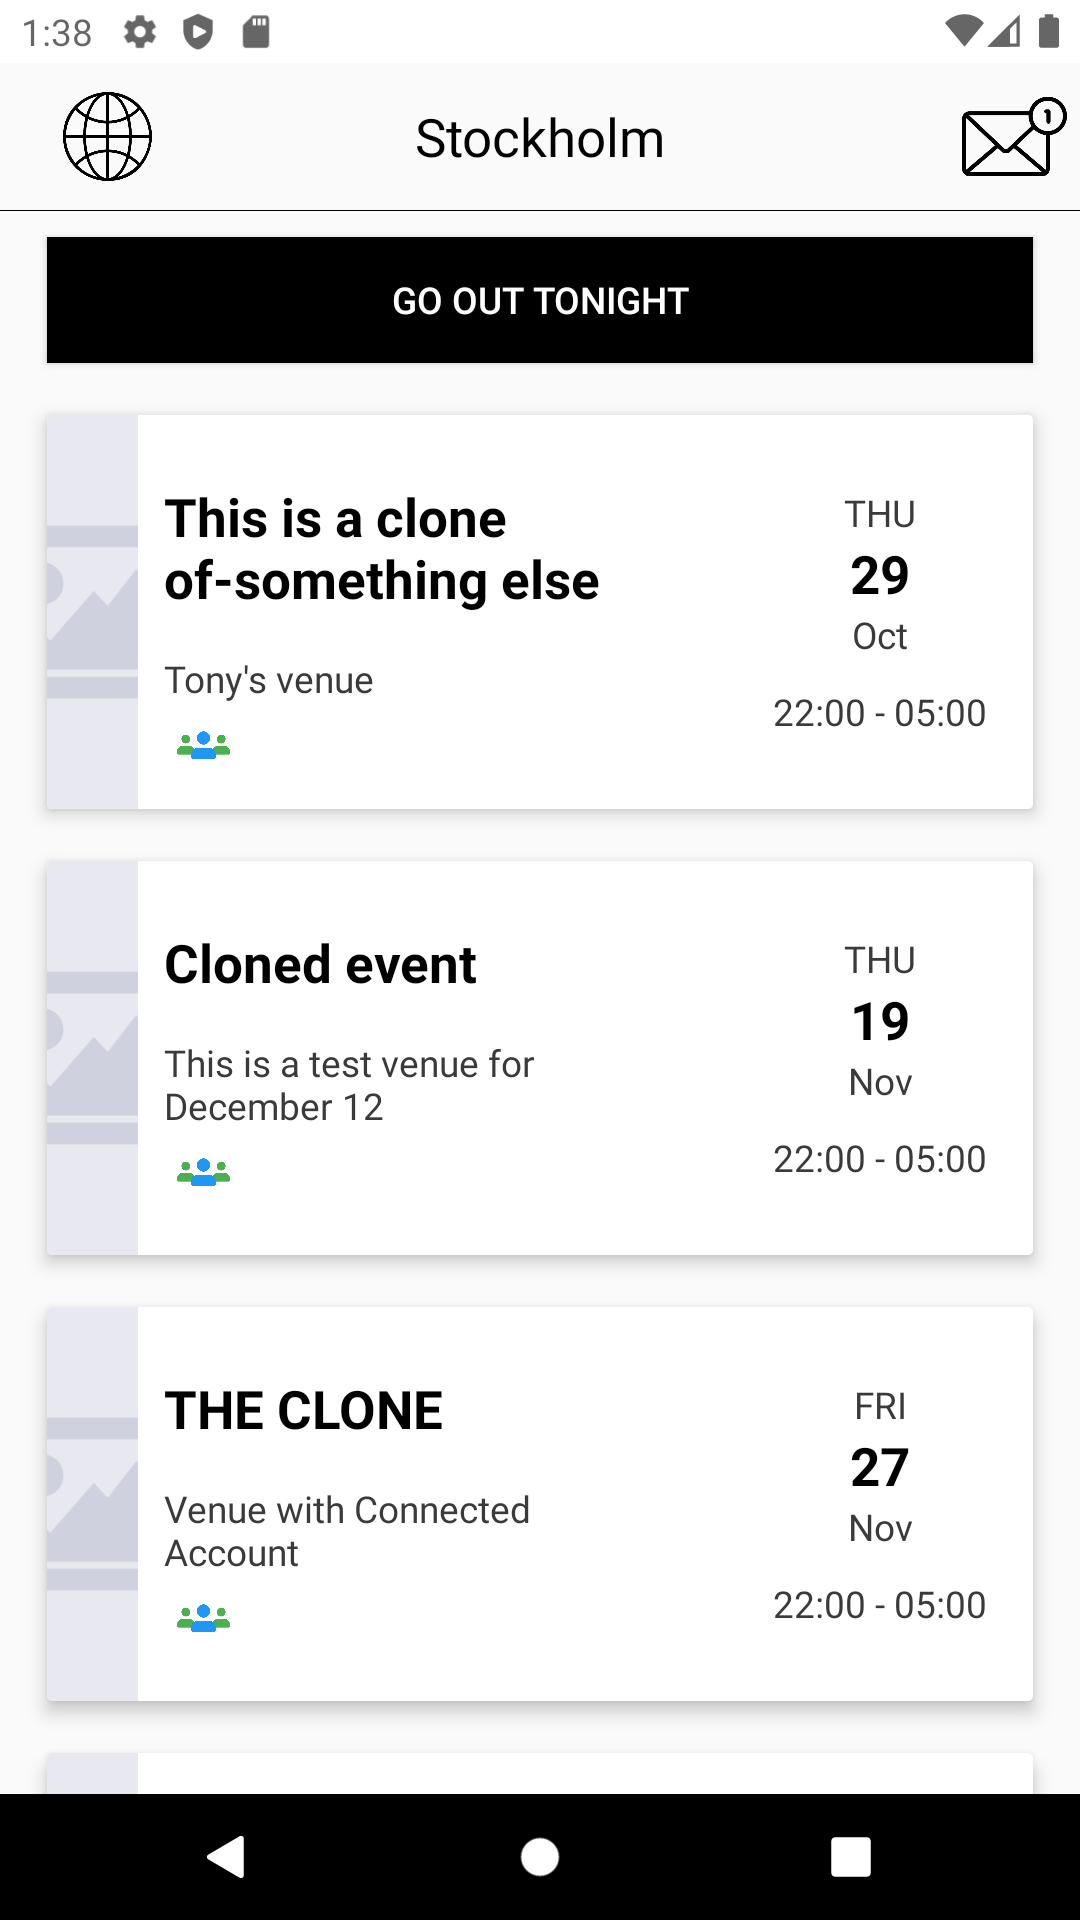 1:38
Stockholm
1
GO OUT TONIGHT
This is a clone
of-something else
Tony's venue
THU
29
Oct
22:00 - 05:00
Cloned event
This is a test venue for
December 12
THU
19
Nov
22:00 - 05:00
THE CLONE
Venue with Connected
Account
FRI
27
Nov
22:00 - 05:00